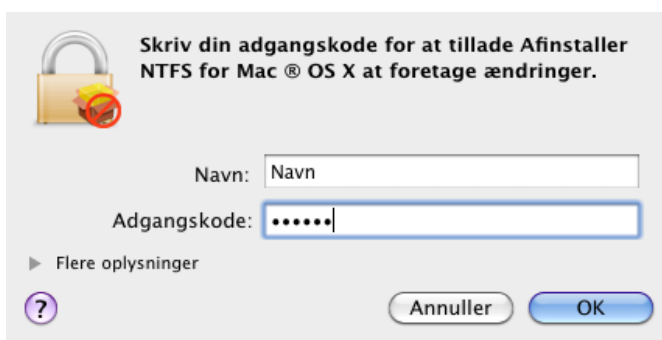 Skriv din adgangskode for at tillade Afinstaller
NTFS for Mac ® OS X at foretage ændringer.
Navn: Navn
Adgangskode: ••••••
Flere oplysninger
? Annuller OK